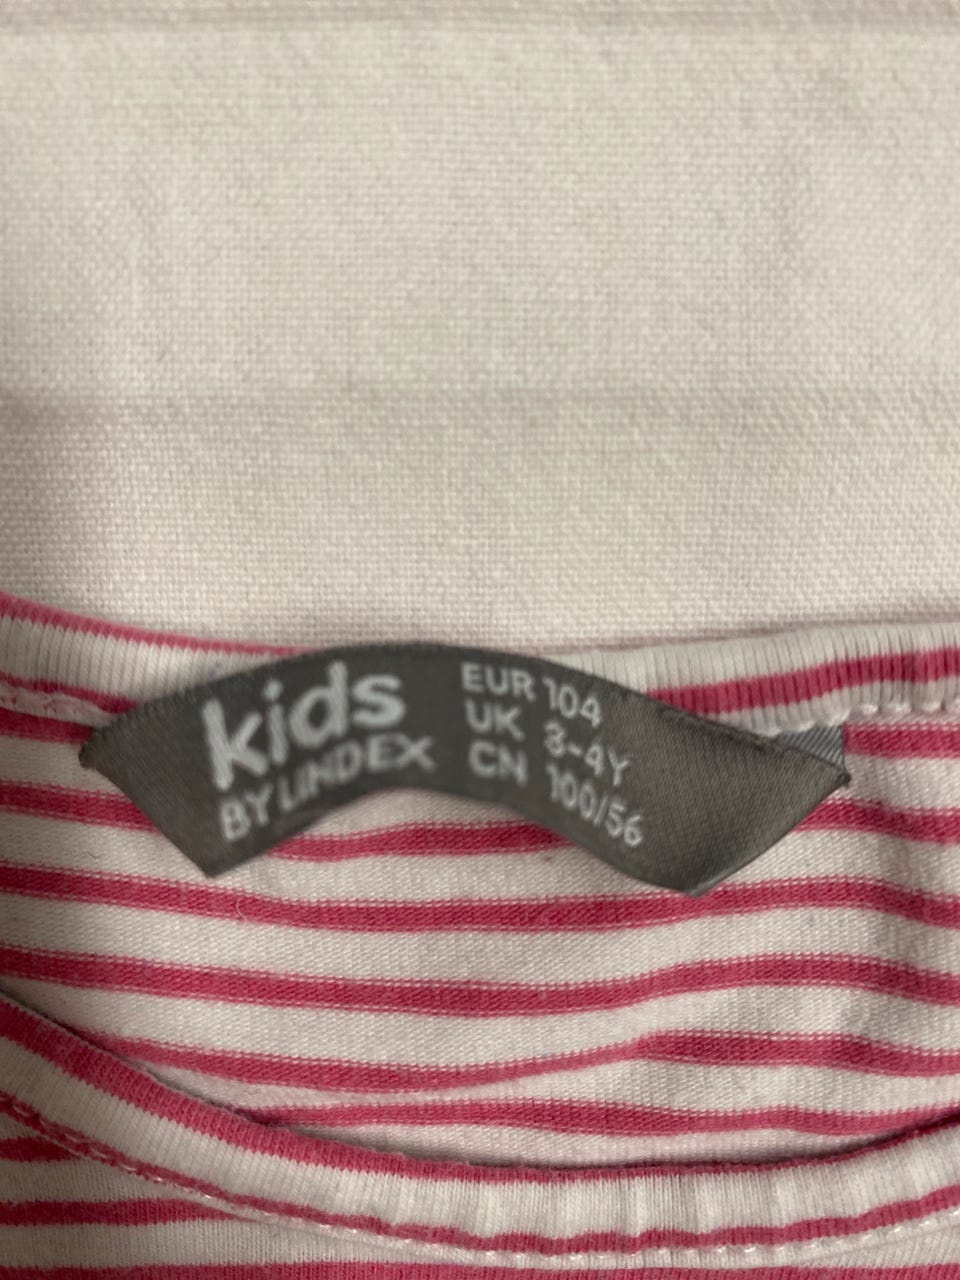 kids
BY LINDEX
EUR 104
UK 3-4Y
CN 100/56